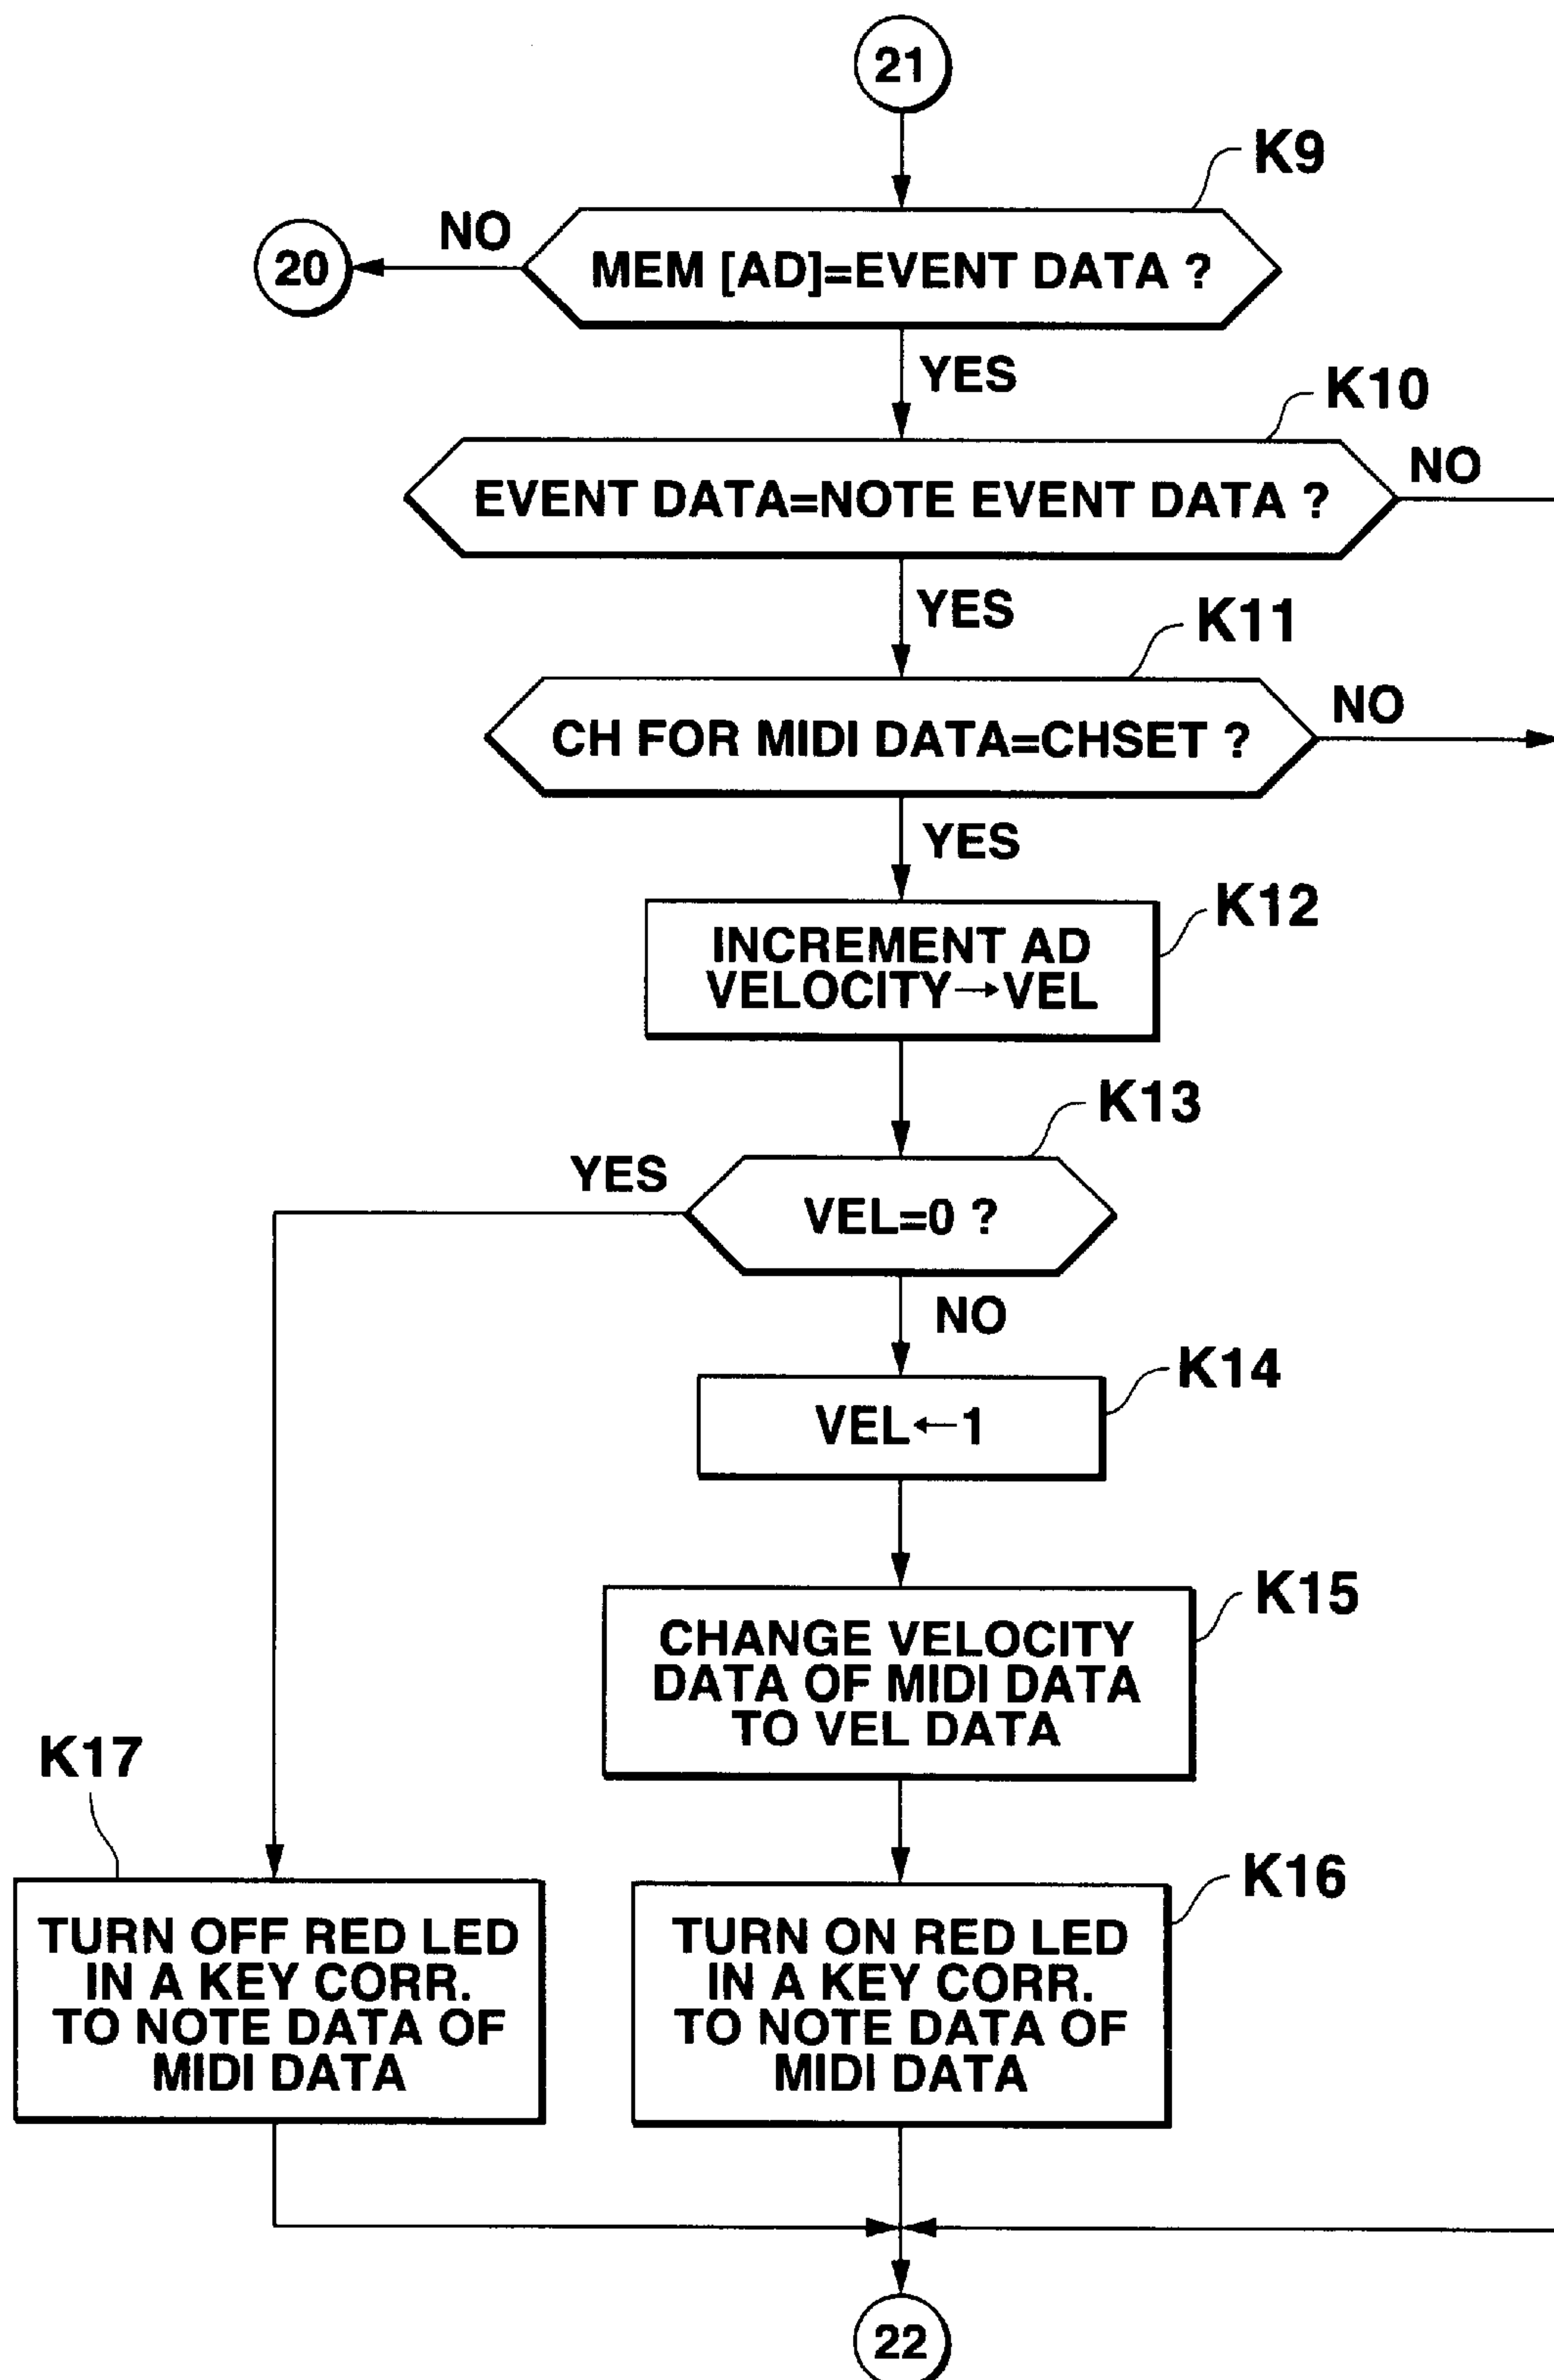 21
K9
NO
20
MEM [AD]=EVENT DATA ?
YES
K10
NO
EVENT DATA=NOTE EVENT DATA ?
YES
K11
NO
CH FOR MIDI DATA=CHSET ?
YES
K12
INCREMENT AD
VELOCITY→VEL
K13
YES
VEL=0 ?
NO
K14
VEL←1
K15
CHANGE VELOCITY
DATA OF MIDI DATA
TO VEL DATA
K17
TURN OFF RED LED
IN A KEY CORR.
TO NOTE DATA OF
MIDI DATA
K16
TURN ON RED LED
IN A KEY CORR.
TO NOTE DATA OF
MIDI DATA
22